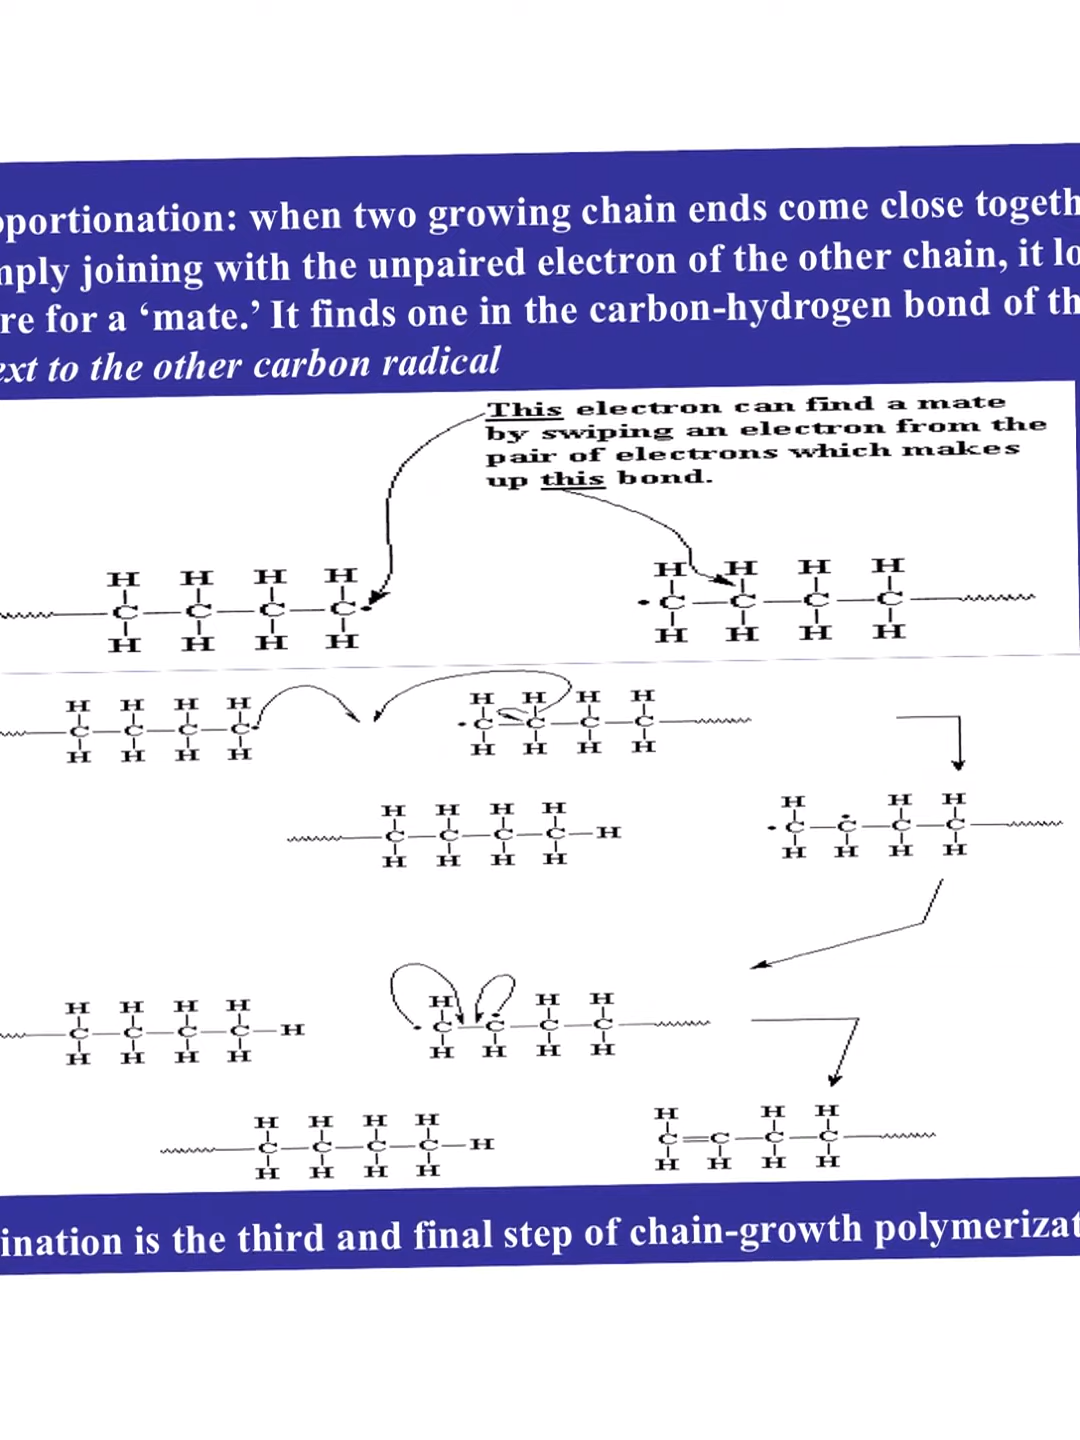 portionation: when two growing chain ends come close togeth
mply joining with the unpaired electron of the other chain, it lo
re for a ‘mate.’ It finds one in the carbon-hydrogen bond of th
ext to the other carbon radical
This electron can find a mate
by swiping an electron from the
pair of electrons which makes
up this bond.
H H H H H H H H
C C C C· ·C C C C
H H H H H H H H
H H H H H H H H
C C C C· ·C C C C
H H H H H H H H
H H H H H H H
C C C C H ·C C C C
H H H H H H H H
H H H H H H H
C C C C H ·C C C C
H H H H H H H H
H H H H H H H
C C C C H C=C C C
H H H H H H H H
ination is the third and final step of chain-growth polymerizat